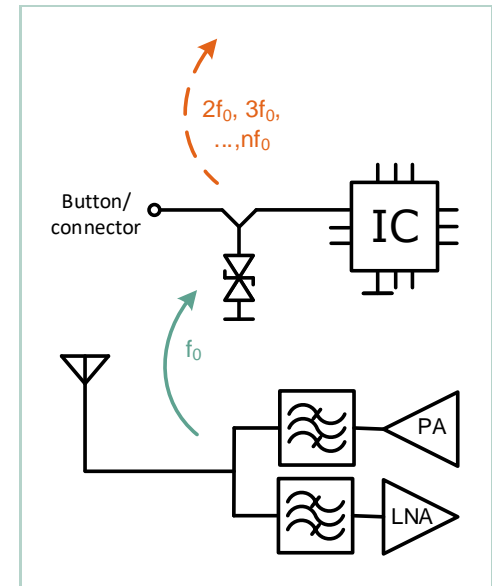 2f₀, 3f₀,
...,nf₀
Button/
connector
IC
f₀
PA
LNA